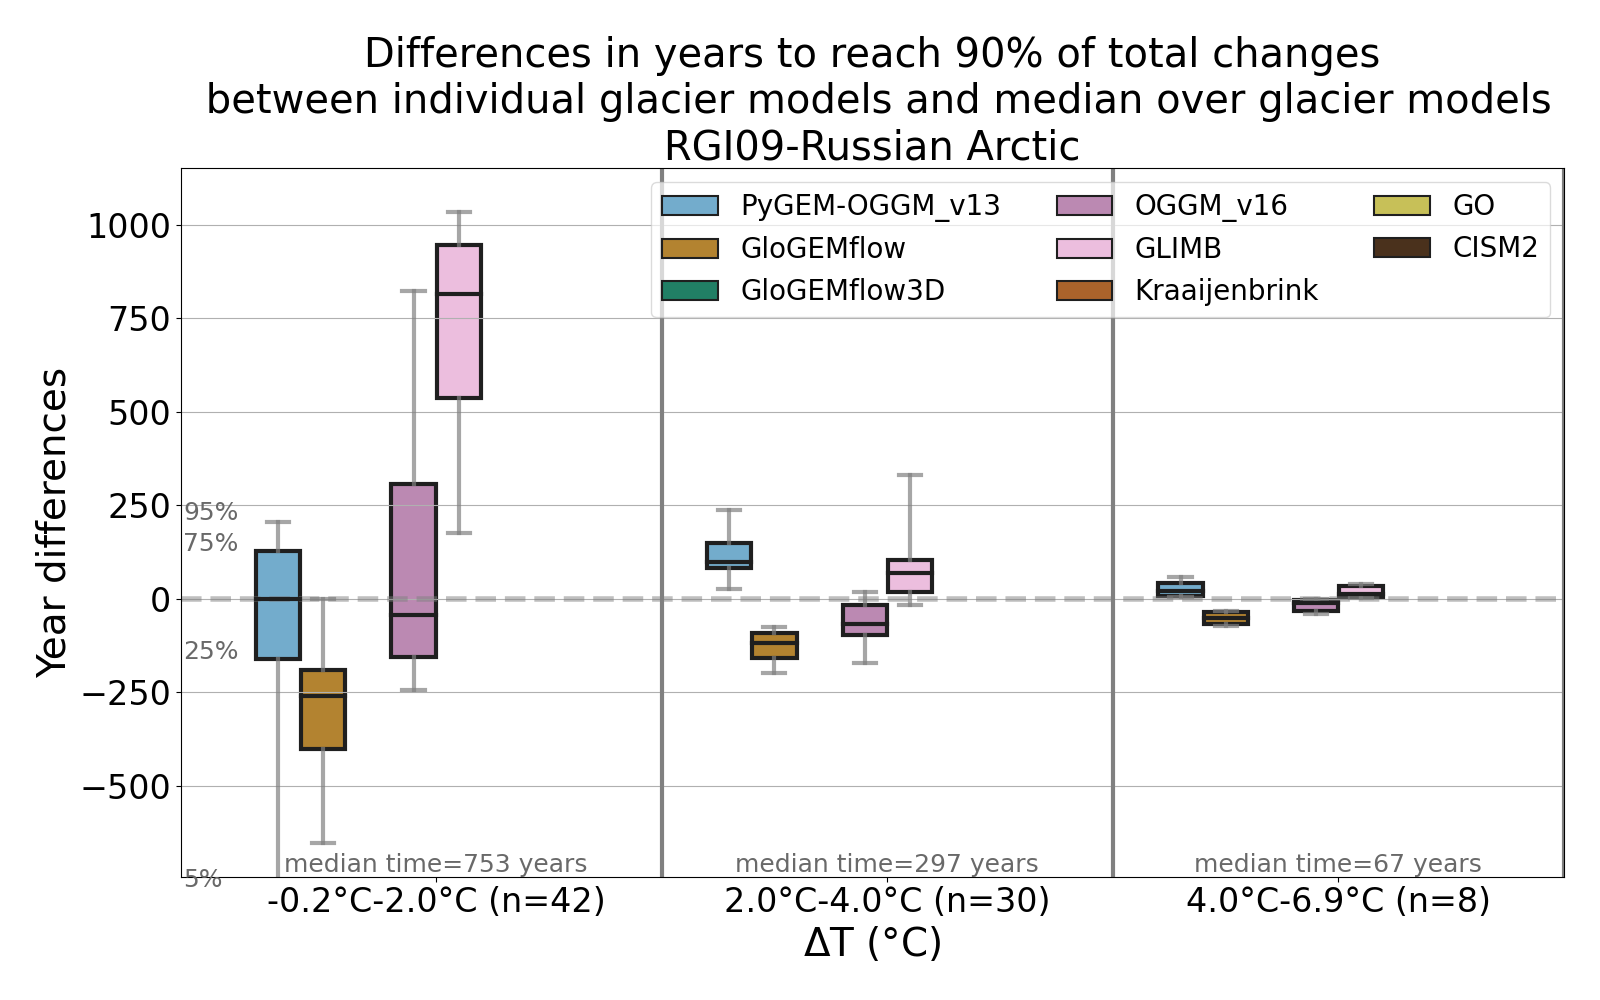 Differences in years to reach 90% of total changes
between individual glacier models and median over glacier models
RGI09-Russian Arctic
PyGEM-OGGM_v13
GloGEMflow
GloGEMflow3D
OGGM_v16
GLIMB
Kraaijenbrink
GO
CISM2
Year differences
1000
750
500
250
0
−250
−500
95%
75%
25%
5%
median time=753 years
median time=297 years
median time=67 years
-0.2°C-2.0°C (n=42)
2.0°C-4.0°C (n=30)
4.0°C-6.9°C (n=8)
ΔT (°C)